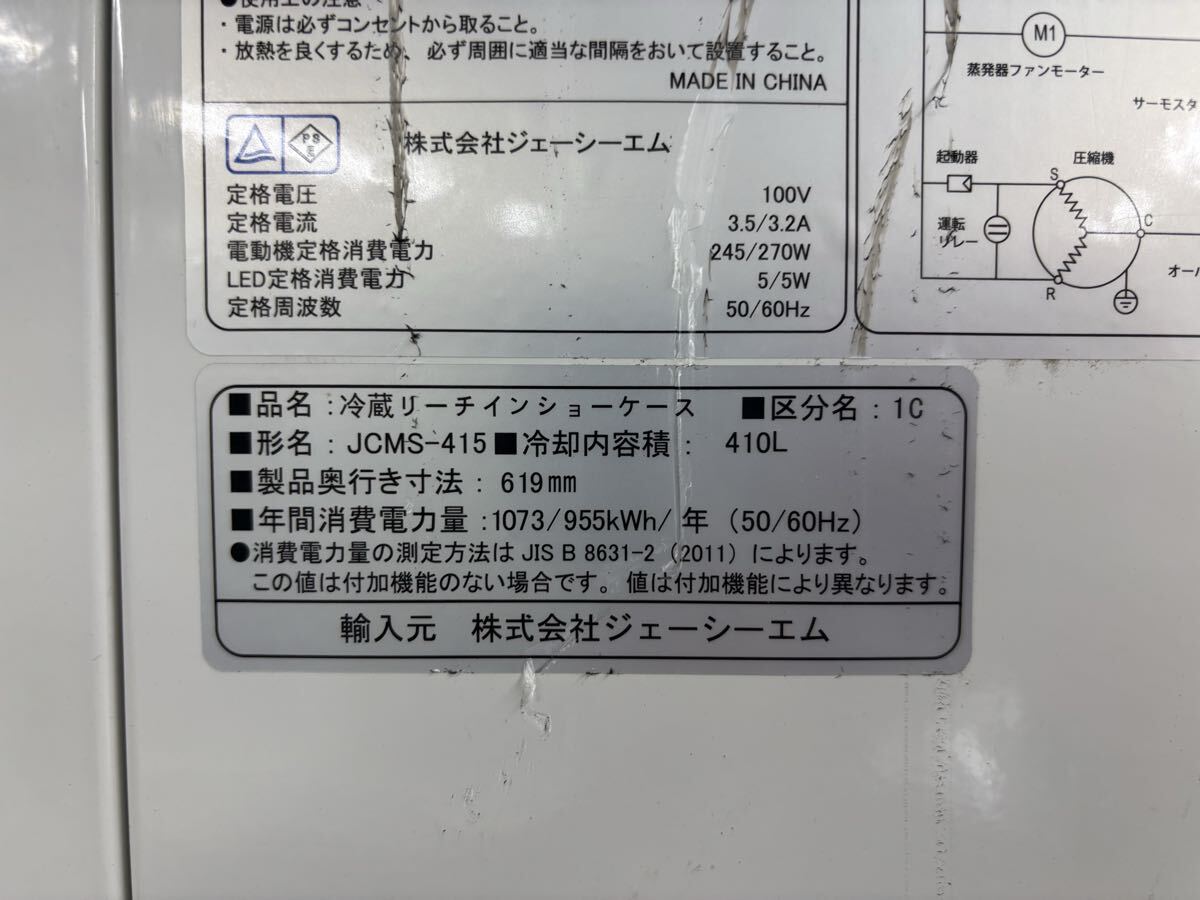 ●使用上の注意
・電源は必ずコンセントから取ること。
・放熱を良くするため、必ず周囲に適当な間隔をおいて設置すること。
MADE IN CHINA
PS
E
株式会社ジェーシーエム
定格電圧 100V
定格電流 3.5/3.2A
電動機定格消費電力 245/270W
LED定格消費電力 5/5W
定格周波数 50/60Hz
M1
蒸発器ファンモーター
サーモスタ
起動器
圧縮機
S
C
運転
リレー
オー
R
■品名:冷蔵リーチインショーケース ■区分名:1C
■形名:JCMS-415 ■冷却内容積: 410L
■製品奥行き寸法: 619mm
■年間消費電力量:1073/955kWh/年(50/60Hz)
●消費電力量の測定方法は JIS B 8631-2(2011)によります。
この値は付加機能のない場合です。値は付加機能により異なります。
輸入元 株式会社ジェーシーエム